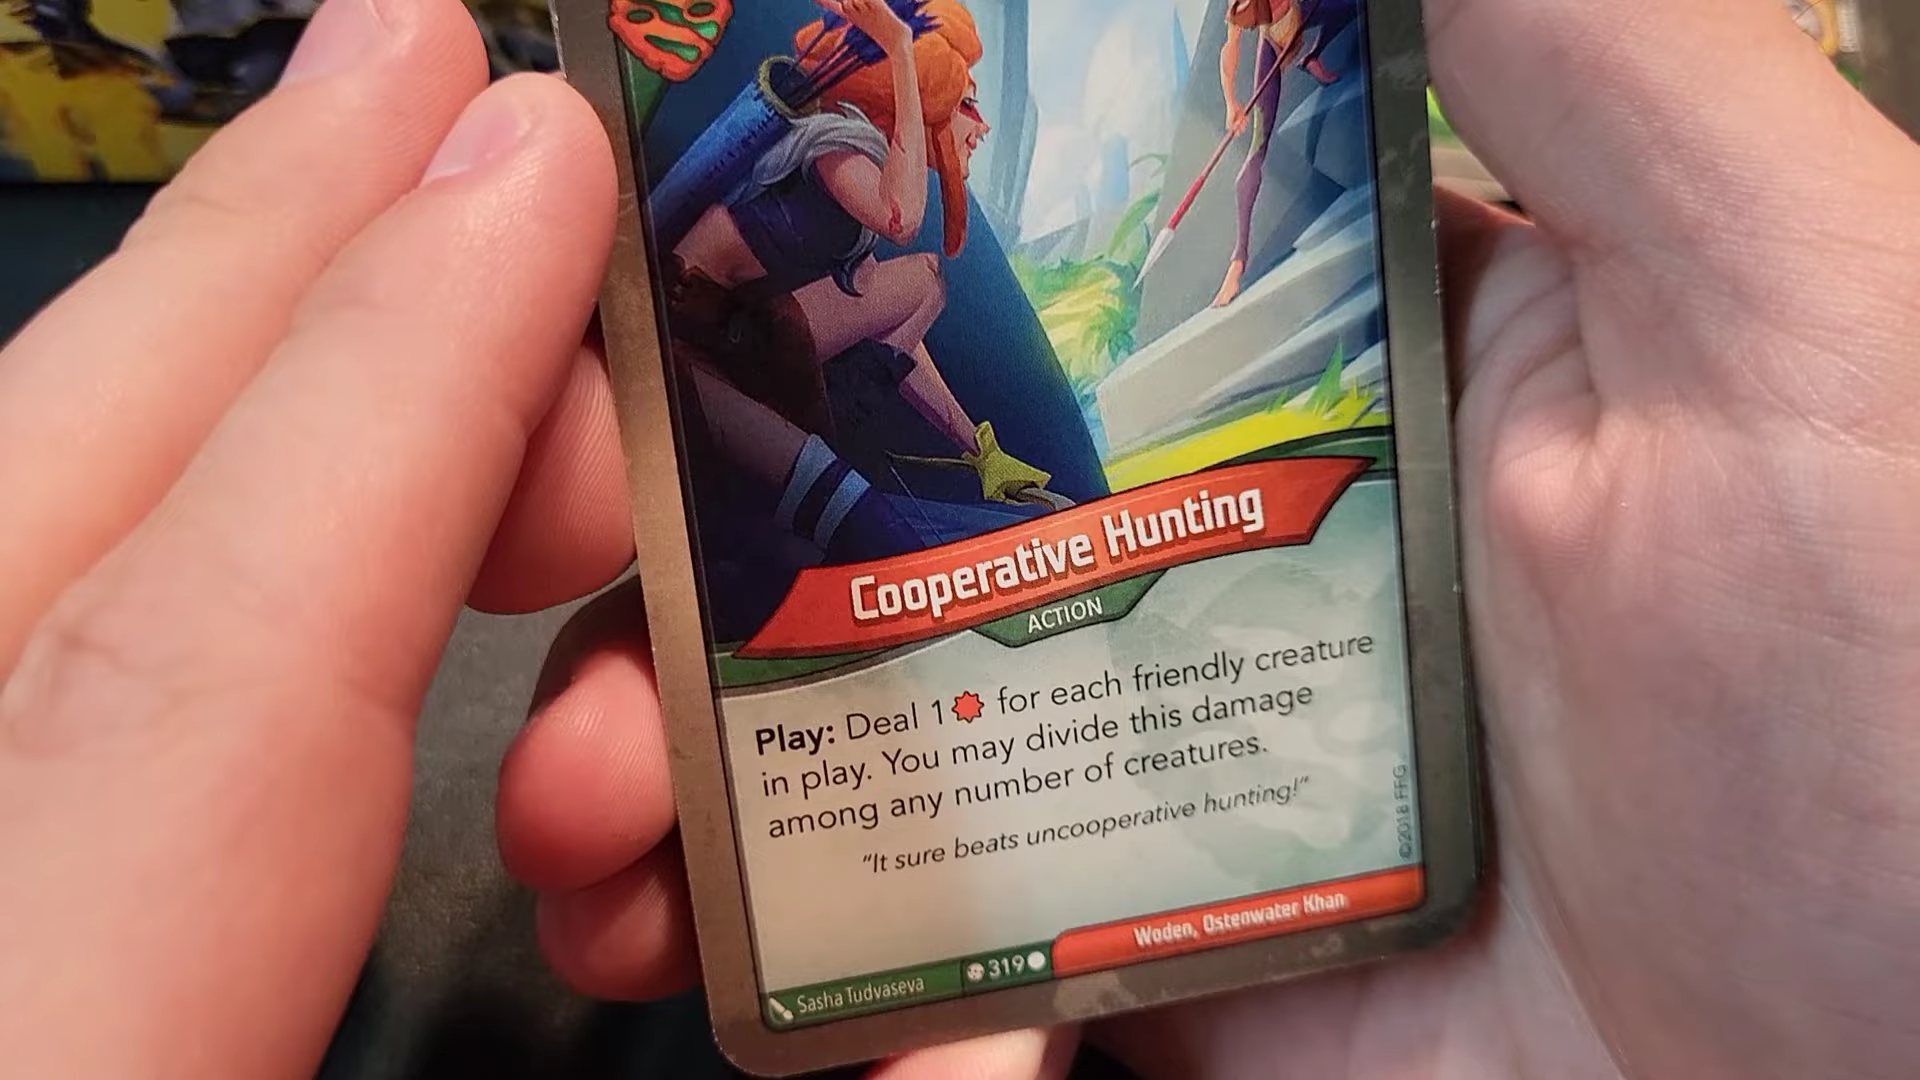 Cooperative Hunting
ACTION
Play: Deal 1 for each friendly creature
in play. You may divide this damage
among any number of creatures.
"It sure beats uncooperative hunting!"
©2018 FFG
Woden, Ostenwater Khan
Sasha Tudvaseva
319